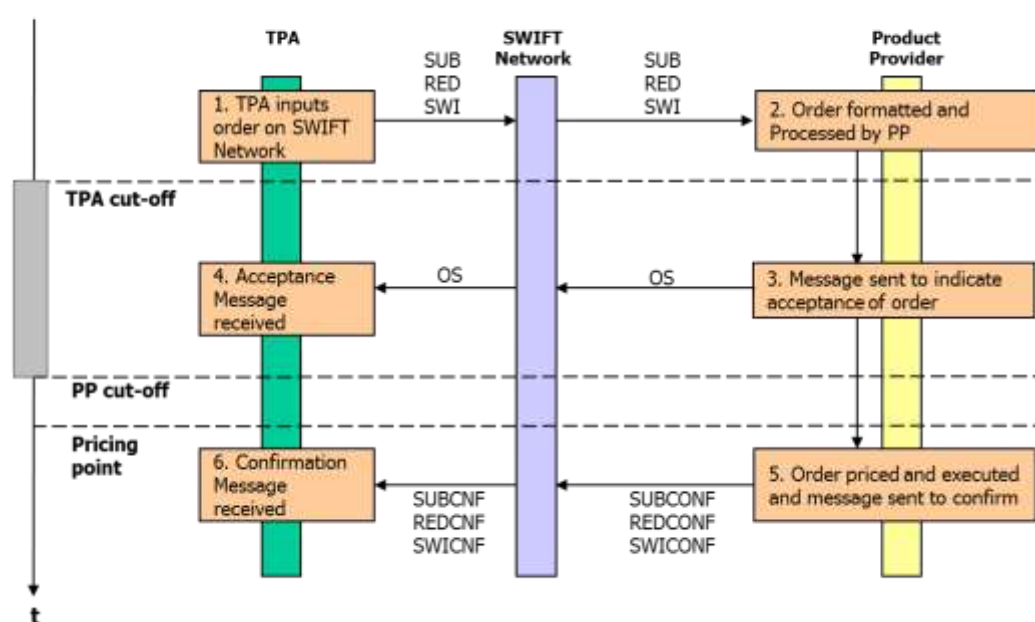 TPA
SWIFT
Network
Product
Provider
SUB
RED
SWI
SUB
RED
SWI
1. TPA inputs
order on SWIFT
Network
2. Order formatted and
Processed by PP
TPA cut-off
4. Acceptance
Message
received
OS
OS
3. Message sent to indicate
acceptance of order
PP cut-off
Pricing
point
6. Confirmation
Message
received
SUBCNF
REDCNF
SWICNF
SUBCONF
REDCONF
SWICONF
5. Order priced and executed
and message sent to confirm
t